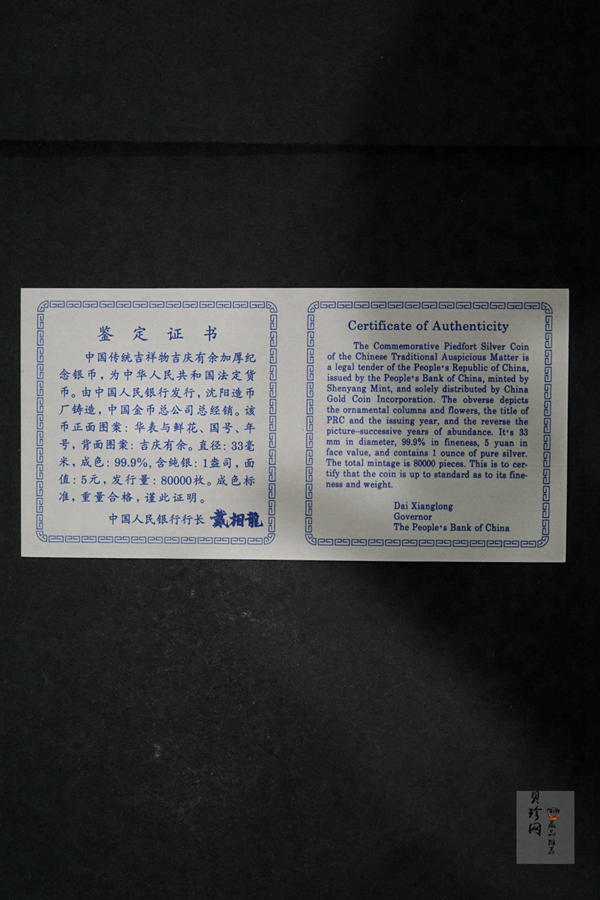 鉴定证书
中国传统吉祥物吉庆有余加厚纪
念银币，为中华人民共和国法定货
币。由中国人民银行发行，沈阳造币
厂铸造，中国金币总公司总经销。该
币正面图案：华表与鲜花、国号、年
号，背面图案：吉庆有余。直径：33毫
米，成色：99.9%，含纯银：1盎司，面
值：5元，发行量：80000枚。成色标
准，重量合格，谨此证明。
中国人民银行行长 戴相龍
Certificate of Authenticity
The Commemorative Piedfort Silver Coin
of the Chinese Traditional Auspicious Matter is
a legal tender of the People's Republic of China,
issued by the People's Bank of China, minted by
Shenyang Mint, and solely distributed by China
Gold Coin Incorporation. The obverse depicts
the ornamental columns and flowers, the title of
PRC and the issuing year, and the reverse the
picture-successive years of abundance. It's 33
mm in diameter, 99.9% in fineness, 5 yuan in
face value, and contains 1 ounce of pure silver.
The total mintage is 80000 pieces. This is to cer-
tify that the coin is up to standard as to its fine-
ness and weight.
Dai Xianglong
Governor
The People's Bank of China
贝珍网
藏品推荐